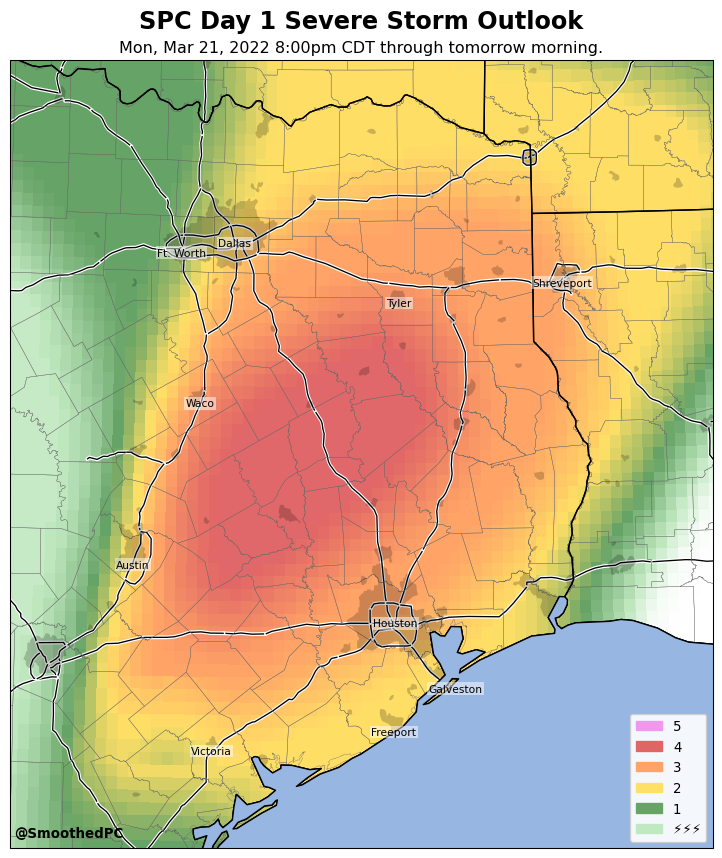 SPC Day 1 Severe Storm Outlook
Mon, Mar 21, 2022 8:00pm CDT through tomorrow morning.
Dallas
Ft. Worth
Shreveport
Tyler
Waco
Austin
Houston
Galveston
Freeport
Victoria
5
4
3
2
1
⚡⚡⚡
@SmoothedPC